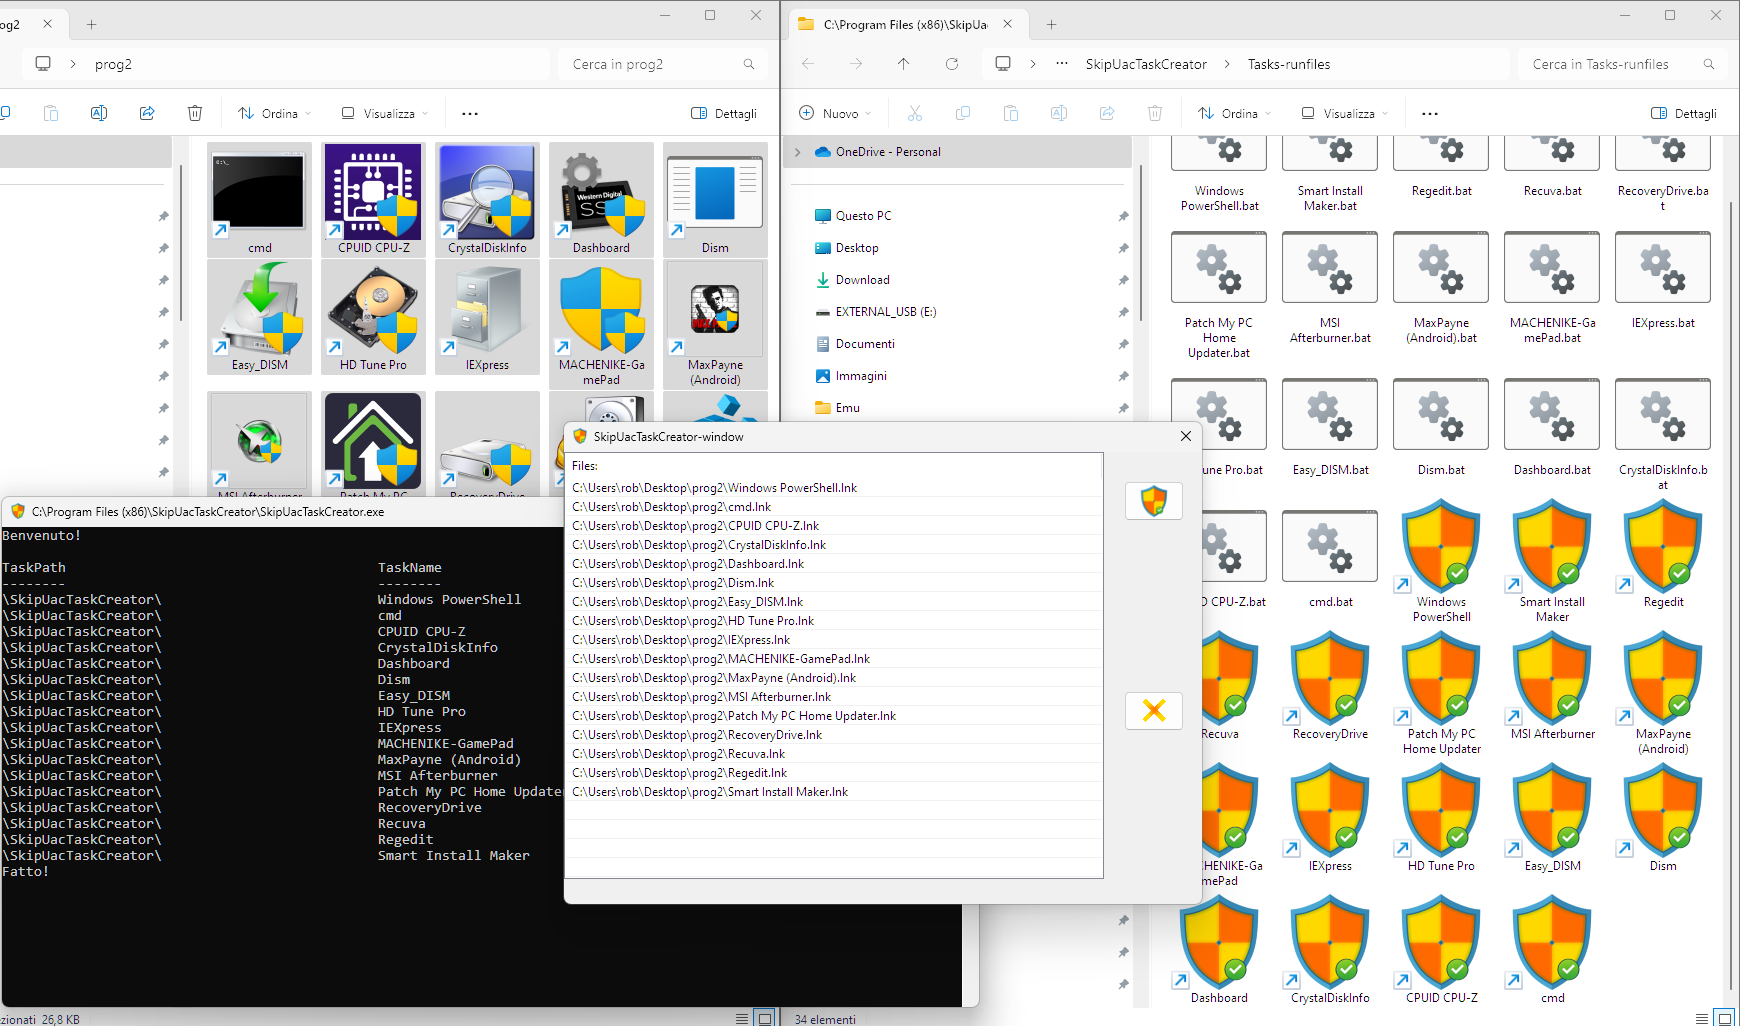 og2
prog2
Cerca in prog2
Ordina
Visualizza
Dettagli
cmd
CPUID CPU-Z
CrystalDiskInfo
Dashboard
Dism
Easy_DISM
HD Tune Pro
IEXpress
MACHENIKE-Ga
mePad
MaxPayne
(Android)
MSI Afterburner
Patch My PC
RecoveryDrive
C:\Program Files (x86)\SkipUa
SkipUacTaskCreator
Tasks-runfiles
Cerca in Tasks-runfiles
Nuovo
Ordina
Visualizza
Dettagli
OneDrive - Personal
Questo PC
Desktop
Download
EXTERNAL_USB (E:)
Documenti
Immagini
Emu
Windows
PowerShell.bat
Smart Install
Maker.bat
Regedit.bat
Recuva.bat
RecoveryDrive.ba
t
Patch My PC
Home
Updater.bat
MSI
Afterburner.bat
MaxPayne
(Android).bat
MACHENIKE-Ga
mePad.bat
IEXpress.bat
une Pro.bat
Easy_DISM.bat
Dism.bat
Dashboard.bat
CrystalDiskInfo.b
at
D CPU-Z.bat
cmd.bat
Windows
PowerShell
Smart Install
Maker
Regedit
Recuva
RecoveryDrive
Patch My PC
Home Updater
MSI Afterburner
MaxPayne
(Android)
HENIKE-Ga
mePad
IEXpress
HD Tune Pro
Easy_DISM
Dism
Dashboard
CrystalDiskInfo
CPUID CPU-Z
cmd
SkipUacTaskCreator-window
Files:
C:\Users\rob\Desktop\prog2\Windows PowerShell.lnk
C:\Users\rob\Desktop\prog2\cmd.lnk
C:\Users\rob\Desktop\prog2\CPUID CPU-Z.lnk
C:\Users\rob\Desktop\prog2\CrystalDiskInfo.lnk
C:\Users\rob\Desktop\prog2\Dashboard.lnk
C:\Users\rob\Desktop\prog2\Dism.lnk
C:\Users\rob\Desktop\prog2\Easy_DISM.lnk
C:\Users\rob\Desktop\prog2\HD Tune Pro.lnk
C:\Users\rob\Desktop\prog2\IEXpress.lnk
C:\Users\rob\Desktop\prog2\MACHENIKE-GamePad.lnk
C:\Users\rob\Desktop\prog2\MaxPayne (Android).lnk
C:\Users\rob\Desktop\prog2\MSI Afterburner.lnk
C:\Users\rob\Desktop\prog2\Patch My PC Home Updater.lnk
C:\Users\rob\Desktop\prog2\RecoveryDrive.lnk
C:\Users\rob\Desktop\prog2\Recuva.lnk
C:\Users\rob\Desktop\prog2\Regedit.lnk
C:\Users\rob\Desktop\prog2\Smart Install Maker.lnk
C:\Program Files (x86)\SkipUacTaskCreator\SkipUacTaskCreator.exe
Benvenuto!
TaskPath TaskName
-------- --------
\SkipUacTaskCreator\ Windows PowerShell
\SkipUacTaskCreator\ cmd
\SkipUacTaskCreator\ CPUID CPU-Z
\SkipUacTaskCreator\ CrystalDiskInfo
\SkipUacTaskCreator\ Dashboard
\SkipUacTaskCreator\ Dism
\SkipUacTaskCreator\ Easy_DISM
\SkipUacTaskCreator\ HD Tune Pro
\SkipUacTaskCreator\ IEXpress
\SkipUacTaskCreator\ MACHENIKE-GamePad
\SkipUacTaskCreator\ MaxPayne (Android)
\SkipUacTaskCreator\ MSI Afterburner
\SkipUacTaskCreator\ Patch My PC Home Updater
\SkipUacTaskCreator\ RecoveryDrive
\SkipUacTaskCreator\ Recuva
\SkipUacTaskCreator\ Regedit
\SkipUacTaskCreator\ Smart Install Maker
Fatto!
ezionati 26,8 KB
34 elementi